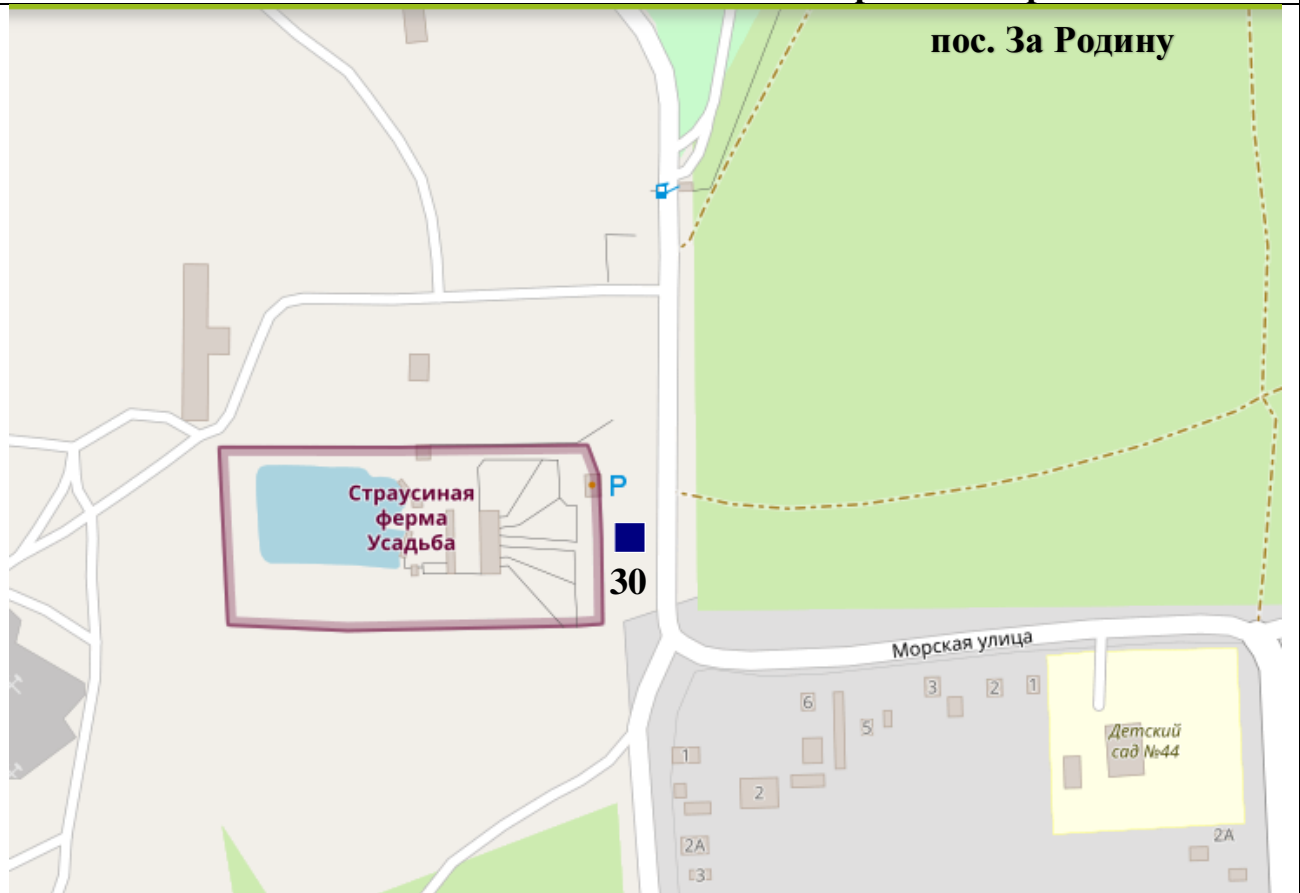 пос. За Родину
Страусиная
ферма
Усадьба
P
30
Морская улица
6
3
2
1
5
1
2
Детский
сад №44
2А
2А
3